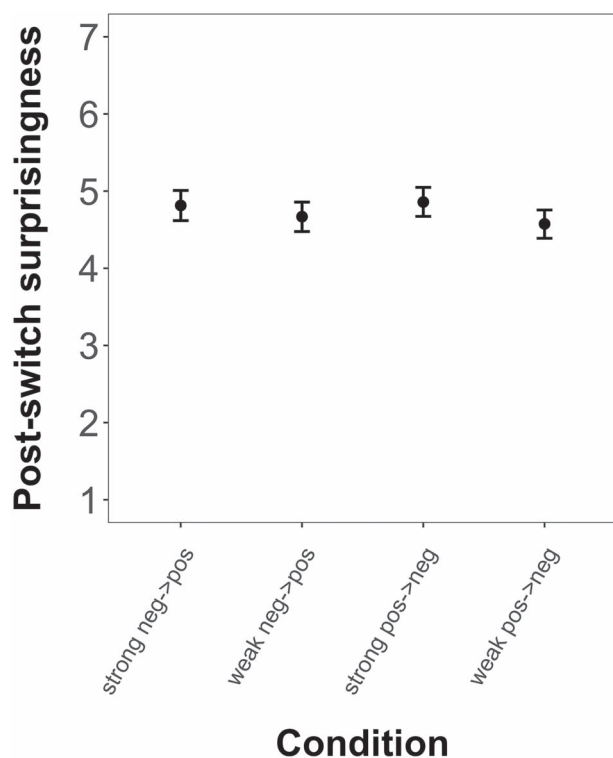 Post-switch surprisingness
7
6
5
4
3
2
1
strong neg->pos
weak neg->pos
strong pos->neg
weak pos->neg
Condition